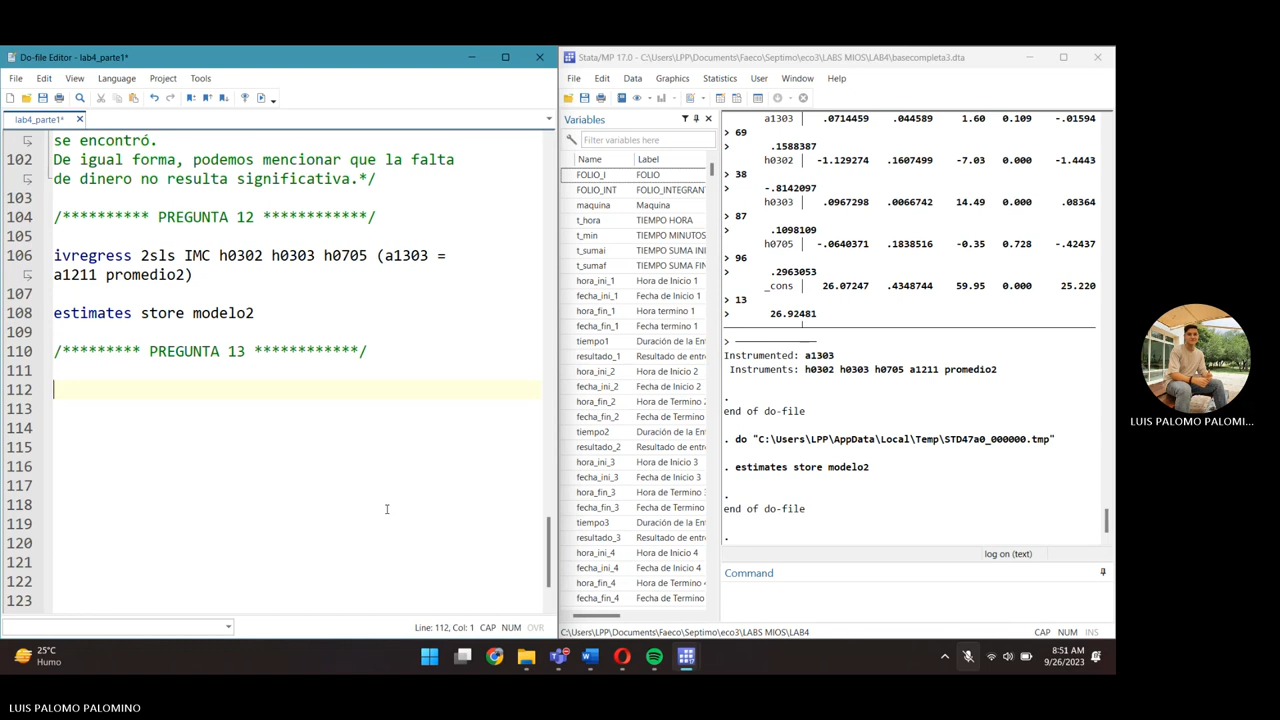 Do-file Editor - lab4_parte1*
File Edit View Language Project Tools
lab4_parte1*
se encontró.
102 De igual forma, podemos mencionar que la falta
de dinero no resulta significativa.*/
103
104 /********** PREGUNTA 12 ************/
105
106 ivregress 2sls IMC h0302 h0303 h0705 (a1303 =
a1211 promedio2)
107
108 estimates store modelo2
109
110 /********* PREGUNTA 13 ************/
111
112
113
114
115
116
117
118
119
120
121
122
123
Line: 112, Col: 1 CAP NUM OVR
Stata/MP 17.0 - C:\Users\LPP\Documents\Faeco\Septimo\eco3\LABS MIOS\LAB4\basecompleta3.dta
File Edit Data Graphics Statistics User Window Help
Variables
Filter variables here
Name Label
FOLIO_I FOLIO
FOLIO_INT FOLIO_INTEGRAN
maquina Maquina
t_hora TIEMPO HORA
t_min TIEMPO MINUTOS
t_sumai TIEMPO SUMA INI
t_sumaf TIEMPO SUMA FIN
hora_ini_1 Hora de Inicio 1
fecha_ini_1 Fecha de Inicio 1
hora_fin_1 Hora termino 1
fecha_fin_1 Fecha termino 1
tiempo1 Duración de la Ent
resultado_1 Resultado de entre
hora_ini_2 Hora de Inicio 2
fecha_ini_2 Fecha de Inicio 2
hora_fin_2 Hora de Termino 2
fecha_fin_2 Fecha de Termino
tiempo2 Duración de la Ent
resultado_2 Resultado de entre
hora_ini_3 Hora de Inicio 3
fecha_ini_3 Fecha de Inicio 3
hora_fin_3 Hora de Termino 3
fecha_fin_3 Fecha de Termino
tiempo3 Duración de la Ent
resultado_3 Resultado de entre
hora_ini_4 Hora de Inicio 4
fecha_ini_4 Fecha de Inicio 4
hora_fin_4 Hora de Termino 4
fecha_fin_4 Fecha de Termino
a1303 | .0714459 .044589 1.60 0.109 -.01594
> 69
> .1588387
h0302 | -1.129274 .1607499 -7.03 0.000 -1.4443
> 38
> -.8142097
h0303 | .0967298 .0066742 14.49 0.000 .08364
> 87
> .1098109
h0705 | -.0640371 .1838516 -0.35 0.728 -.42437
> 96
> .2963053
_cons | 26.07247 .4348744 59.95 0.000 25.220
> 13
> 26.92481
>
Instrumented: a1303
Instruments: h0302 h0303 h0705 a1211 promedio2
.
end of do-file
. do "C:\Users\LPP\AppData\Local\Temp\STD47a0_000000.tmp"
. estimates store modelo2
.
end of do-file
.
log on (text)
Command
C:\Users\LPP\Documents\Faeco\Septimo\eco3\LABS MIOS\LAB4
CAP NUM INS
LUIS PALOMO PALOMI...
25°C
Humo
8:51 AM
9/26/2023
LUIS PALOMO PALOMINO